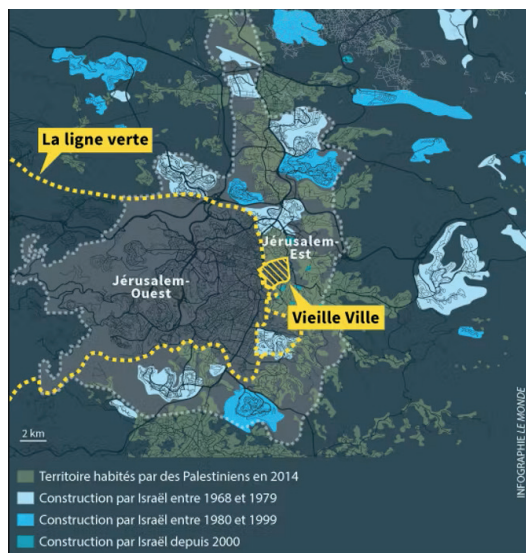 La ligne verte
Jérusalem-
Est
Jérusalem-
Ouest
Vieille Ville
2 km
INFOGRAPHIE LE MONDE
Territoire habités par des Palestiniens en 2014
Construction par Israël entre 1968 et 1979
Construction par Israël entre 1980 et 1999
Construction par Israël depuis 2000